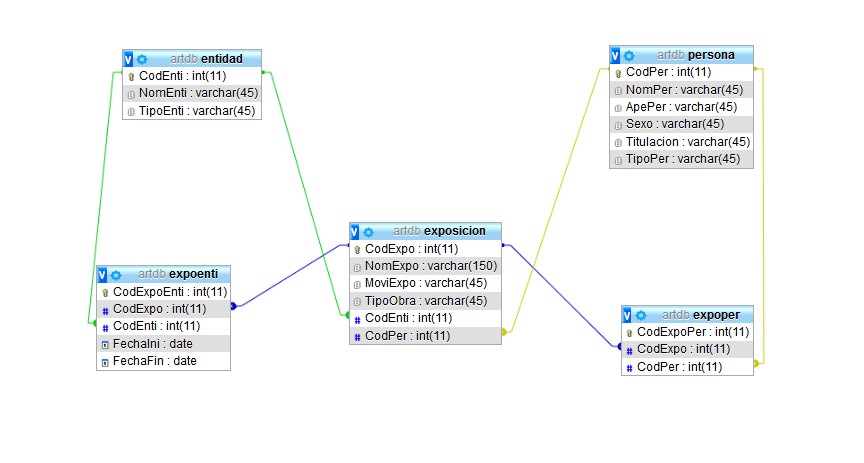 artdb entidad
CodEnti : int(11)
NomEnti : varchar(45)
TipoEnti : varchar(45)
artdb persona
CodPer : int(11)
NomPer : varchar(45)
ApePer : varchar(45)
Sexo : varchar(45)
Titulacion : varchar(45)
TipoPer : varchar(45)
artdb exposicion
CodExpo : int(11)
NomExpo : varchar(150)
MoviExpo : varchar(45)
TipoObra : varchar(45)
CodEnti : int(11)
CodPer : int(11)
artdb expoenti
CodExpoEnti : int(11)
CodExpo : int(11)
CodEnti : int(11)
FechaIni : date
FechaFin : date
artdb expoper
CodExpoPer : int(11)
CodExpo : int(11)
CodPer : int(11)